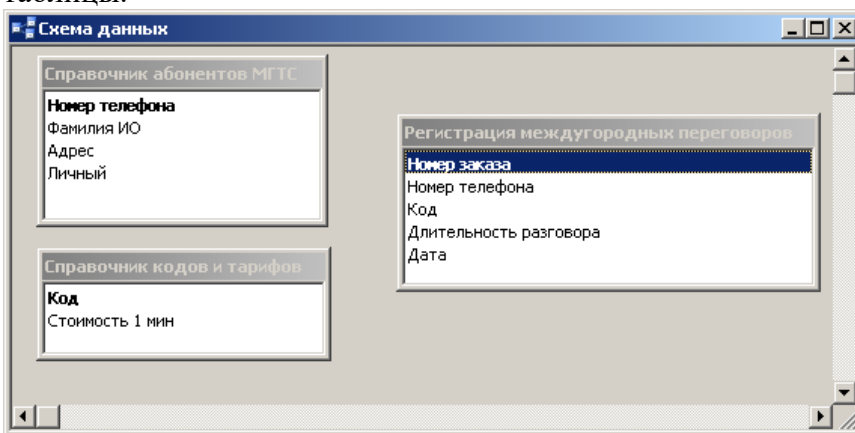 Схема данных
Справочник абонентов МГТС
Номер телефона
Фамилия ИО
Адрес
Личный
Регистрация междугородных переговоров
Номер заказа
Номер телефона
Код
Длительность разговора
Дата
Справочник кодов и тарифов
Код
Стоимость 1 мин